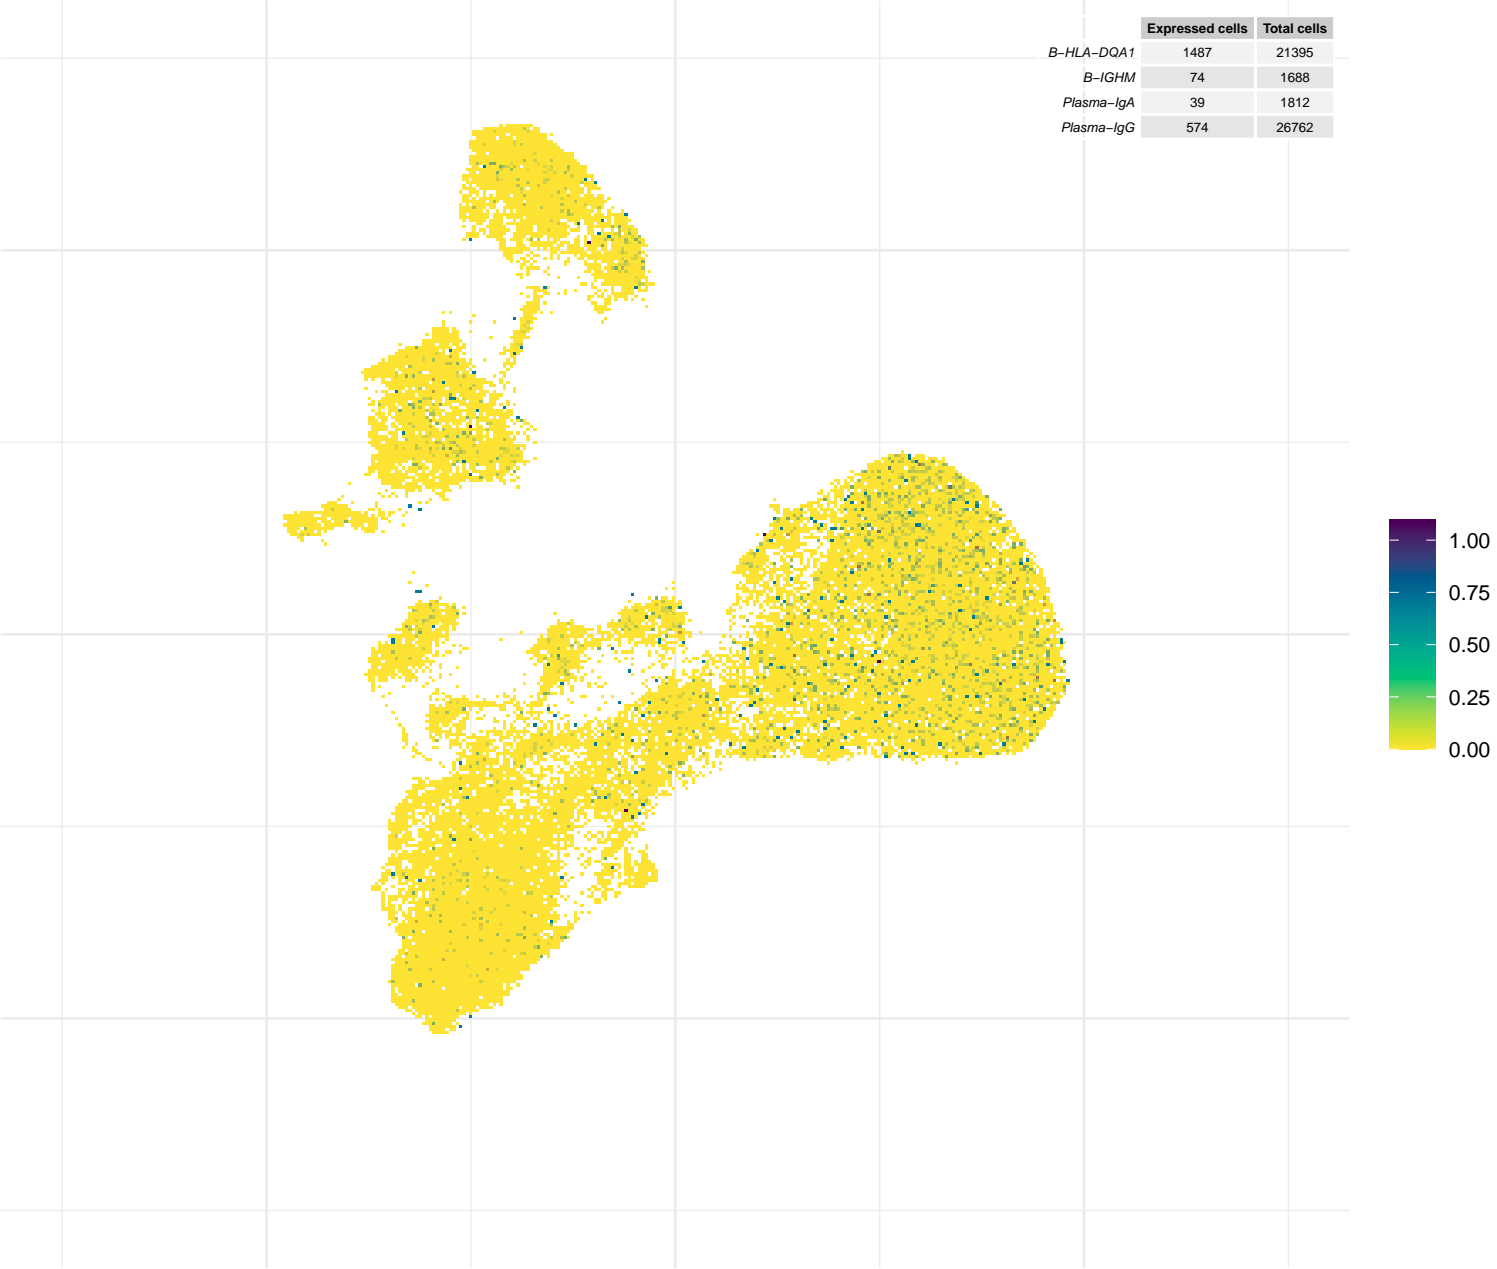 Expressed cells Total cells
B−HLA−DQA1 1487 21395
B−IGHM 74 1688
Plasma−IgA 39 1812
Plasma−IgG 574 26762
1.00
0.75
0.50
0.25
0.00